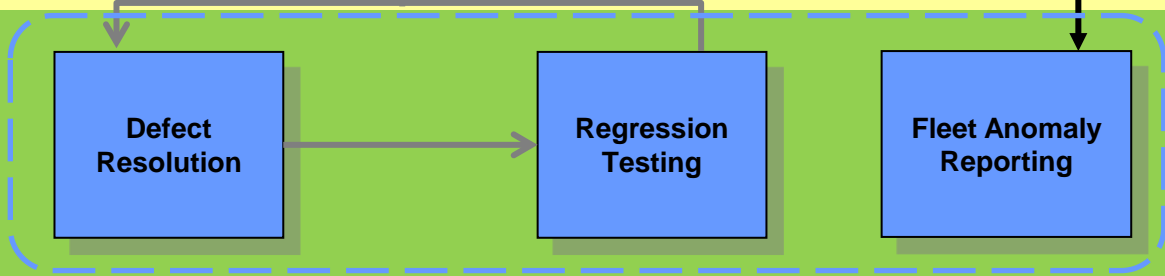 Defect
Resolution
Regression
Testing
Fleet Anomaly
Reporting